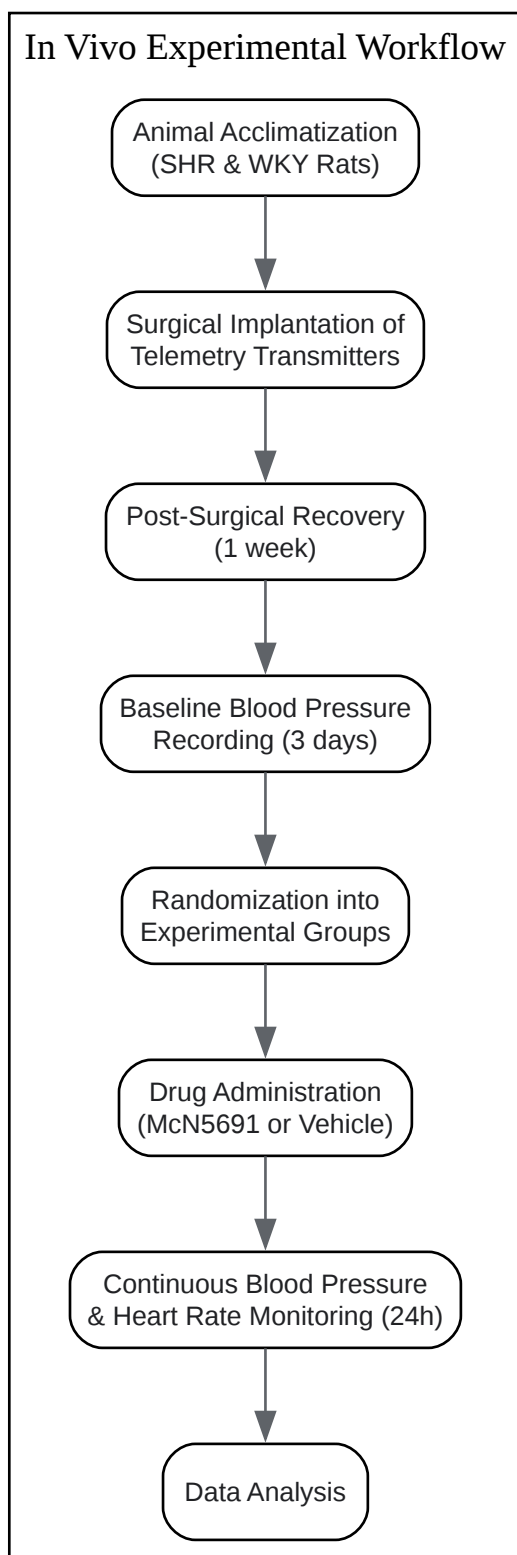 In Vivo Experimental Workflow
Animal Acclimatization
(SHR & WKY Rats)
Surgical Implantation of
Telemetry Transmitters
Post-Surgical Recovery
(1 week)
Baseline Blood Pressure
Recording (3 days)
Randomization into
Experimental Groups
Drug Administration
(McN5691 or Vehicle)
Continuous Blood Pressure
& Heart Rate Monitoring (24h)
Data Analysis